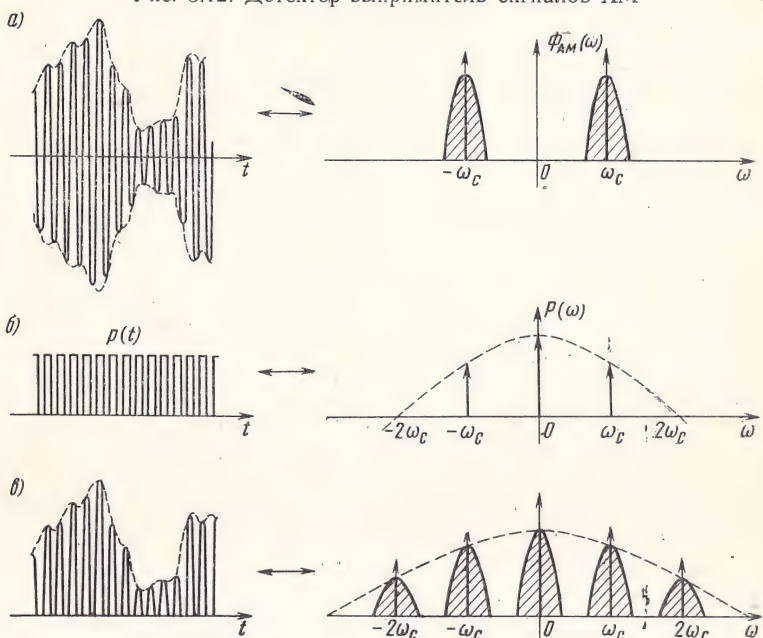 Рис. 5.12. Детектор-выпрямитель сигналов АМ
а)
Φ_AM(ω)
t
-ω_c
0
ω_c
ω
б)
p(t)
P(ω)
t
-2ω_c
-ω_c
0
ω_c
2ω_c
ω
в)
t
-2ω_c
-ω_c
0
ω_c
2ω_c
ω